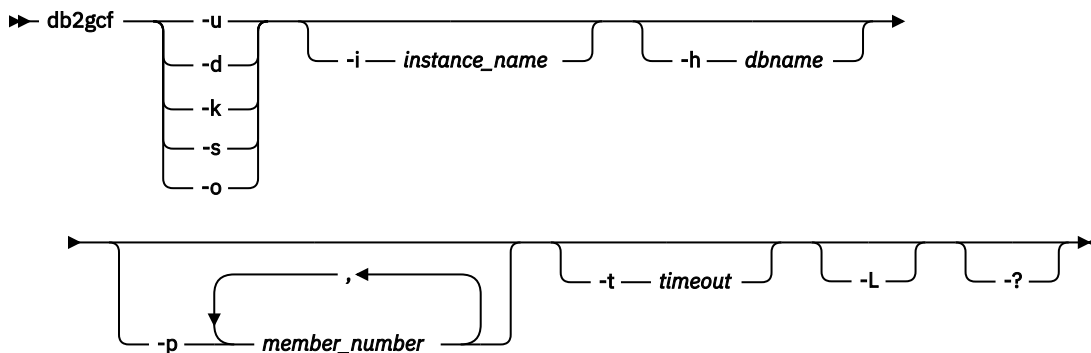 db2gcf -u
-d
-k
-s
-o
-i instance_name
-h dbname
,
-p member_number
-t timeout
-L
-?